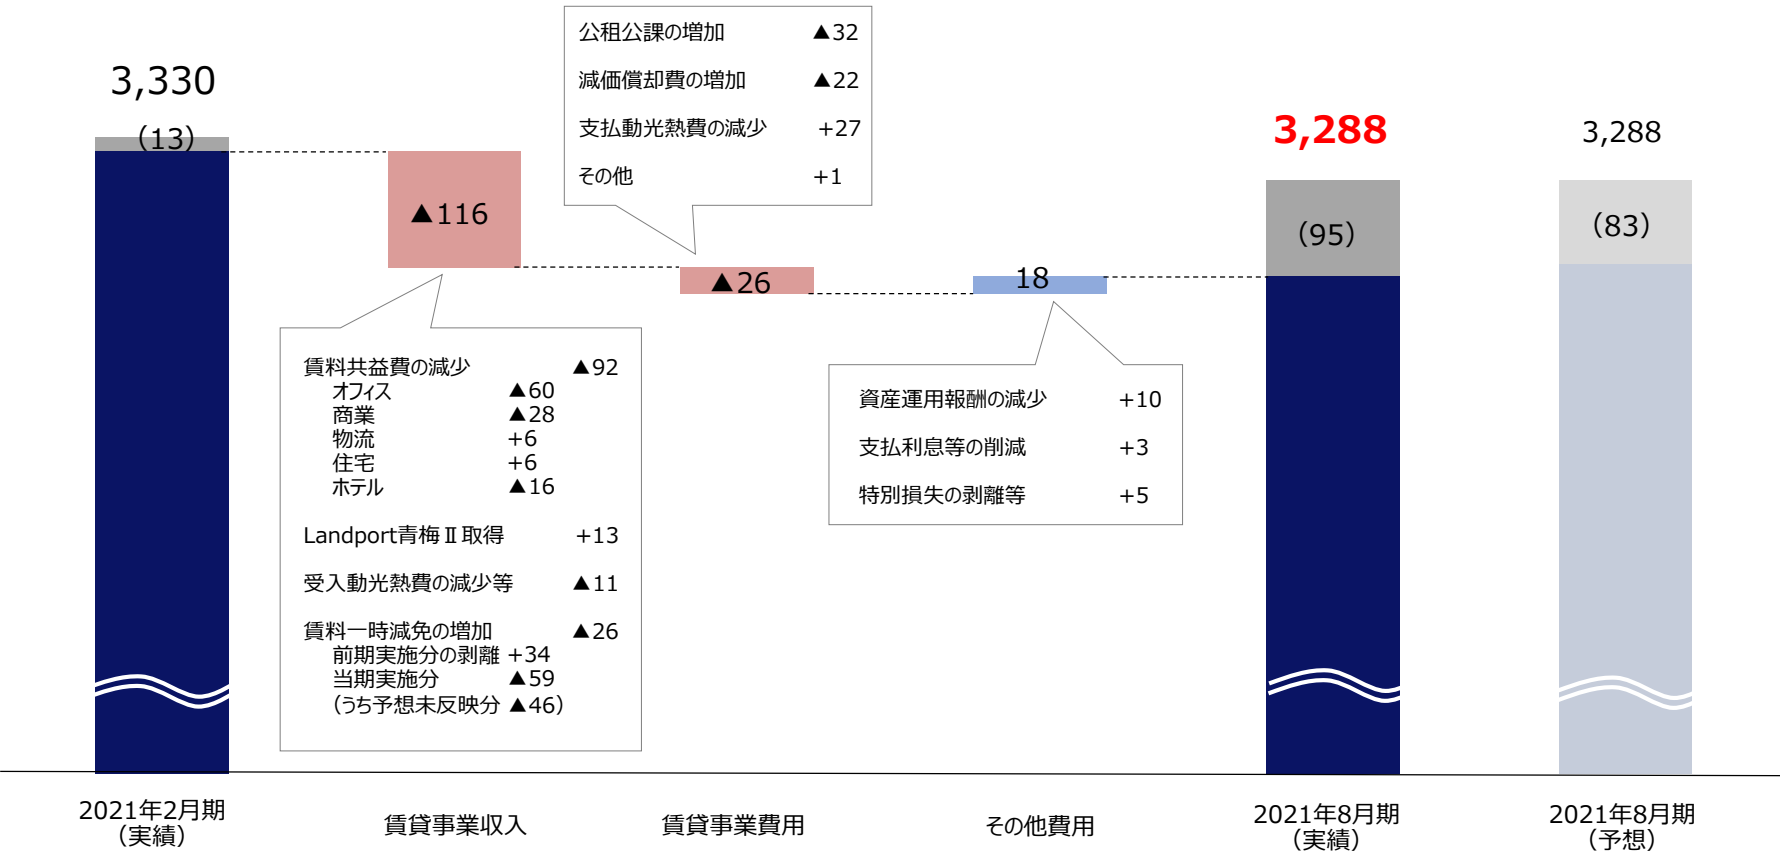 公租公課の増加 ▲32
減価償却費の増加 ▲22
支払動光熱費の減少 +27
その他 +1
3,330
（13）
▲116
▲26
18
3,288
（95）
3,288
（83）
賃料共益費の減少 ▲92
オフィス ▲60
商業 ▲28
物流 +6
住宅 +6
ホテル ▲16
Landport青梅Ⅱ取得 +13
受入動光熱費の減少等 ▲11
賃料一時減免の増加 ▲26
前期実施分の剥離 +34
当期実施分 ▲59
（うち予想未反映分 ▲46）
資産運用報酬の減少 +10
支払利息等の削減 +3
特別損失の剥離等 +5
2021年2月期
（実績）
賃貸事業収入
賃貸事業費用
その他費用
2021年8月期
（実績）
2021年8月期
（予想）